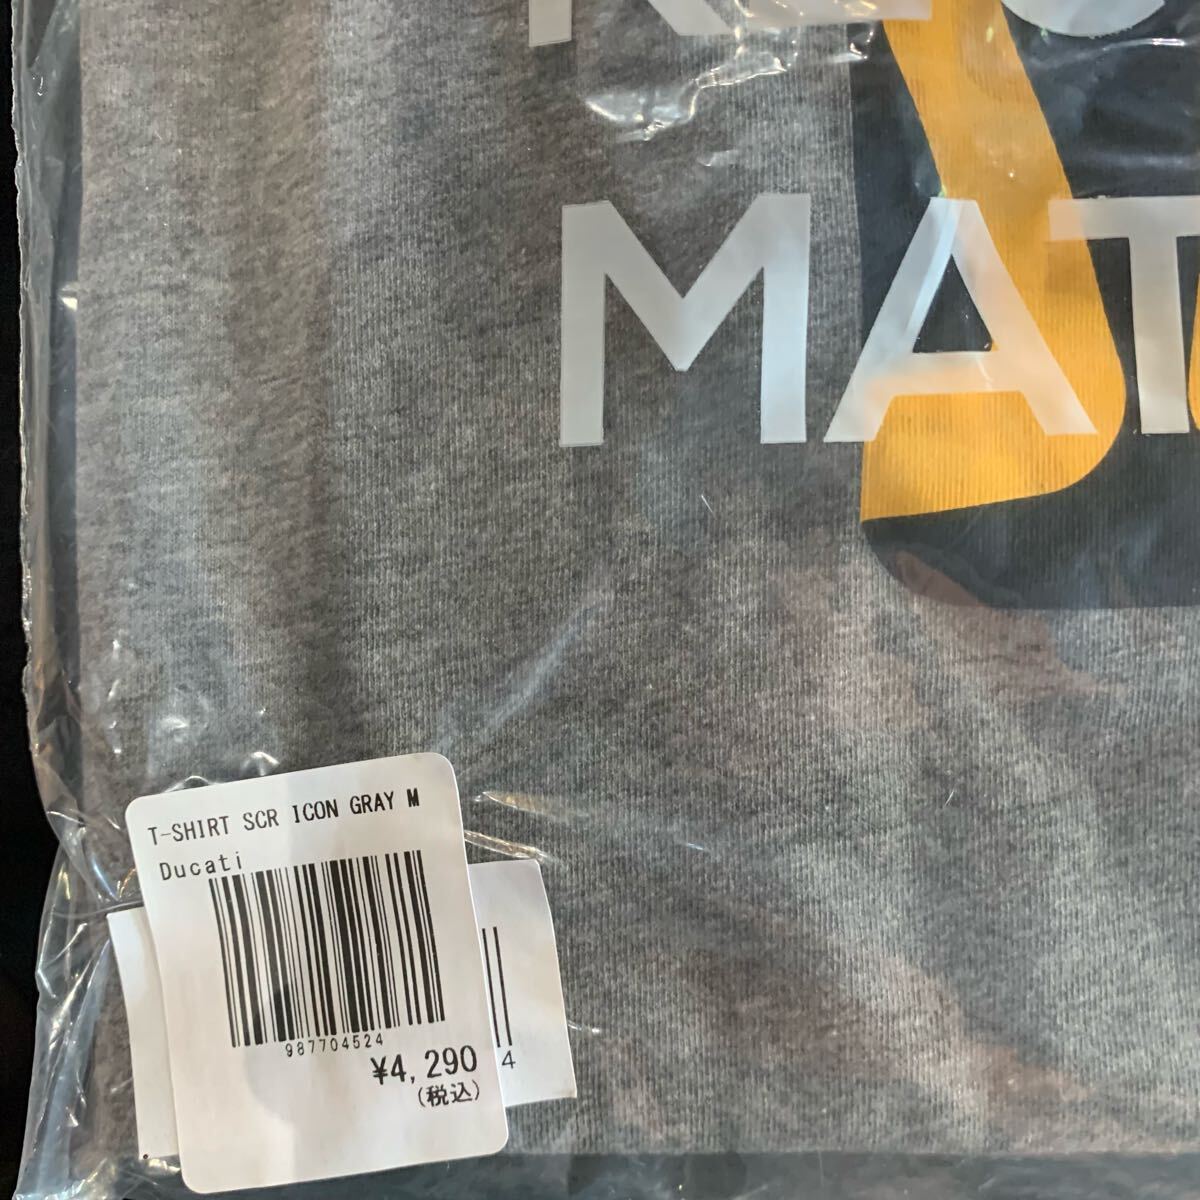 MAT
T-SHIRT SCR ICON GRAY M
Ducati
987704524
¥4,290
(税込)
4